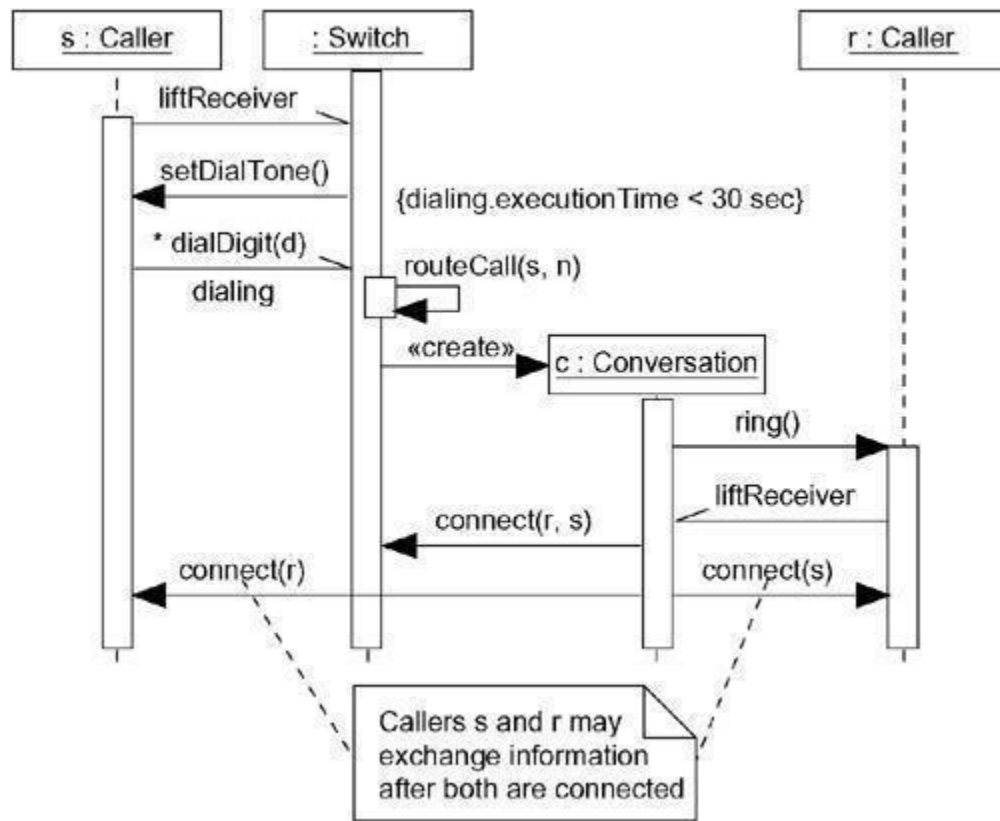 s : Caller
: Switch
r : Caller
liftReceiver
setDialTone()
{dialing.executionTime < 30 sec}
* dialDigit(d)
dialing
routeCall(s, n)
«create»
c : Conversation
ring()
liftReceiver
connect(r, s)
connect(r)
connect(s)
Callers s and r may
exchange information
after both are connected